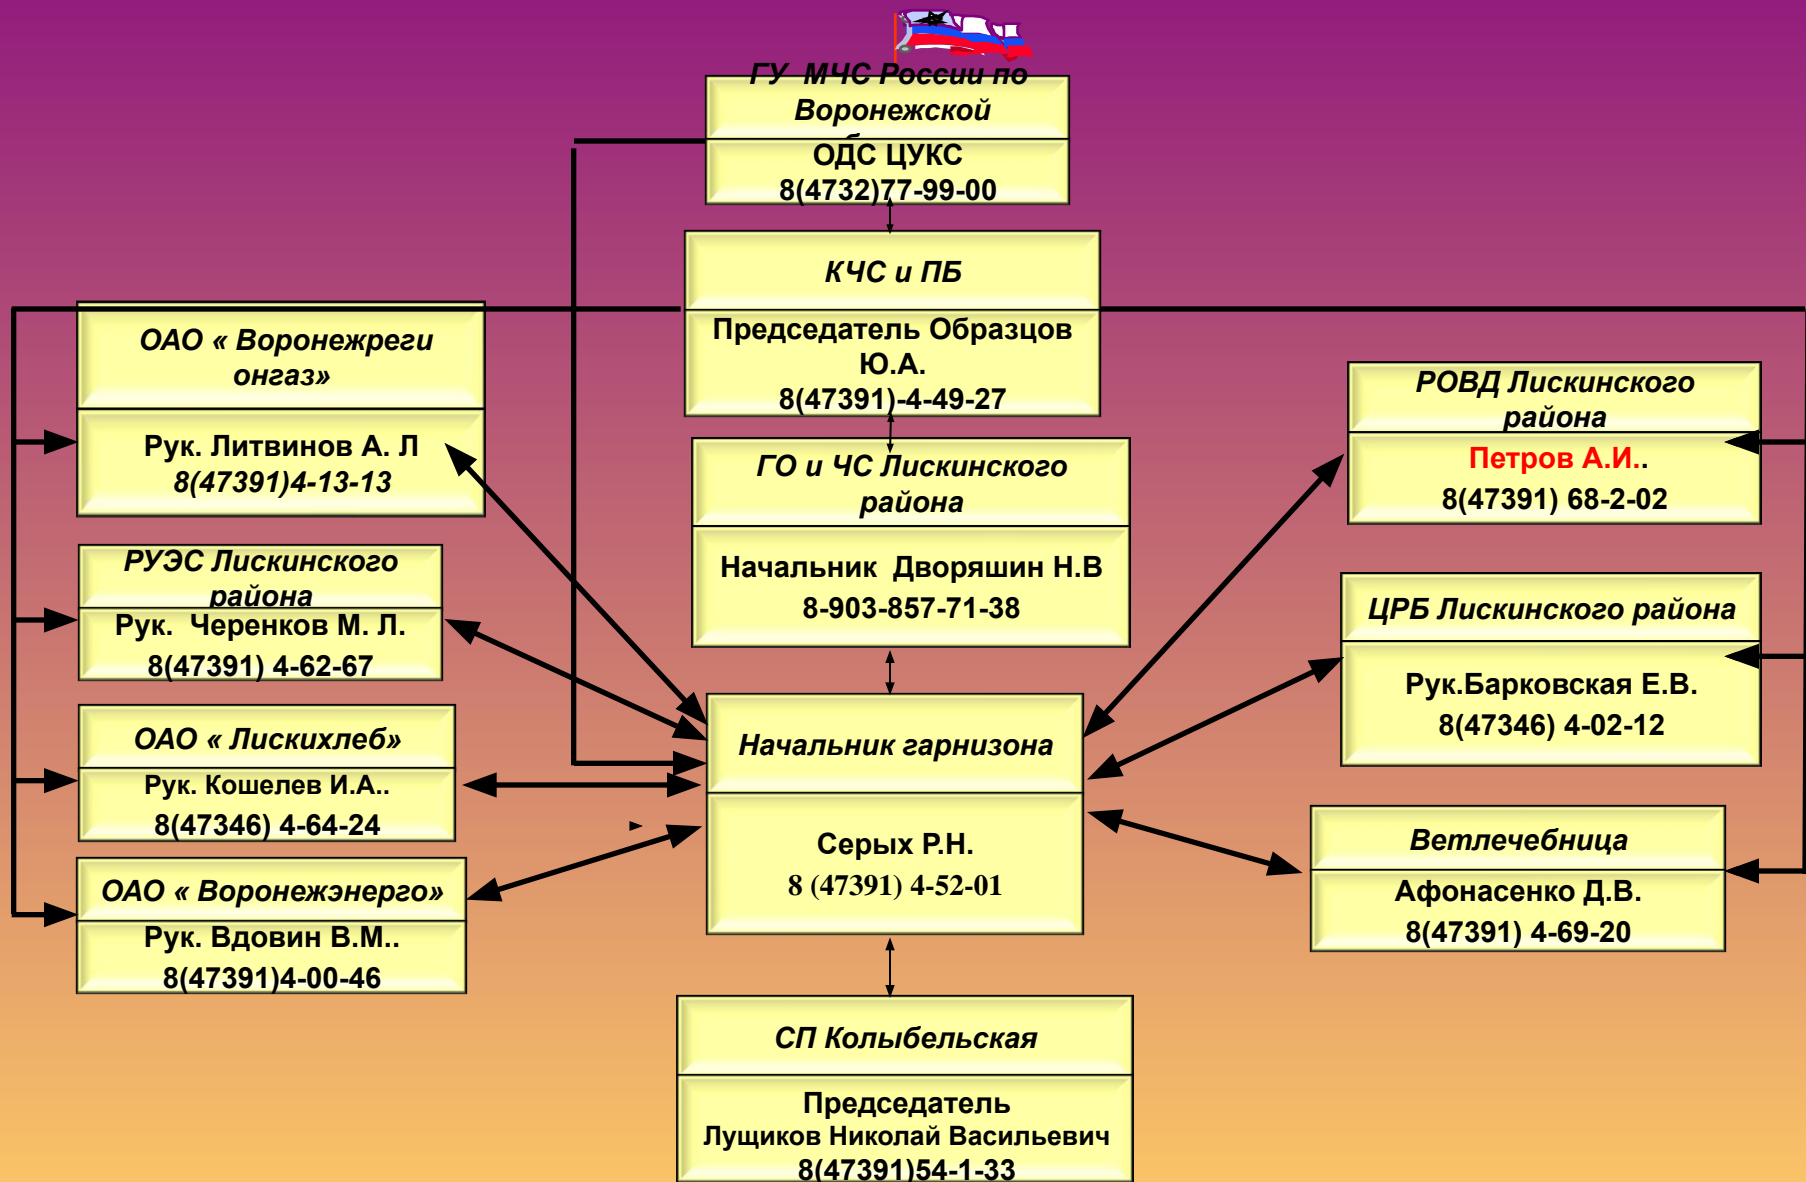 ГУ МЧС России по
Воронежской
ОДС ЦУКС
8(4732)77-99-00
КЧС и ПБ
Председатель Образцов
Ю.А.
8(47391)-4-49-27
ГО и ЧС Лискинского
района
Начальник Дворяшин Н.В
8-903-857-71-38
Начальник гарнизона
Серых Р.Н.
8 (47391) 4-52-01
СП Колыбельская
Председатель
Лущиков Николай Васильевич
8(47391)54-1-33
ОАО « Воронежреги
онгаз»
Рук. Литвинов А. Л
8(47391)4-13-13
РУЭС Лискинского
района
Рук. Черенков М. Л.
8(47391) 4-62-67
ОАО « Лискихлеб»
Рук. Кошелев И.А..
8(47346) 4-64-24
ОАО « Воронежэнерго»
Рук. Вдовин В.М..
8(47391)4-00-46
РОВД Лискинского
района
Петров А.И..
8(47391) 68-2-02
ЦРБ Лискинского района
Рук.Барковская Е.В.
8(47346) 4-02-12
Ветлечебница
Афонасенко Д.В.
8(47391) 4-69-20